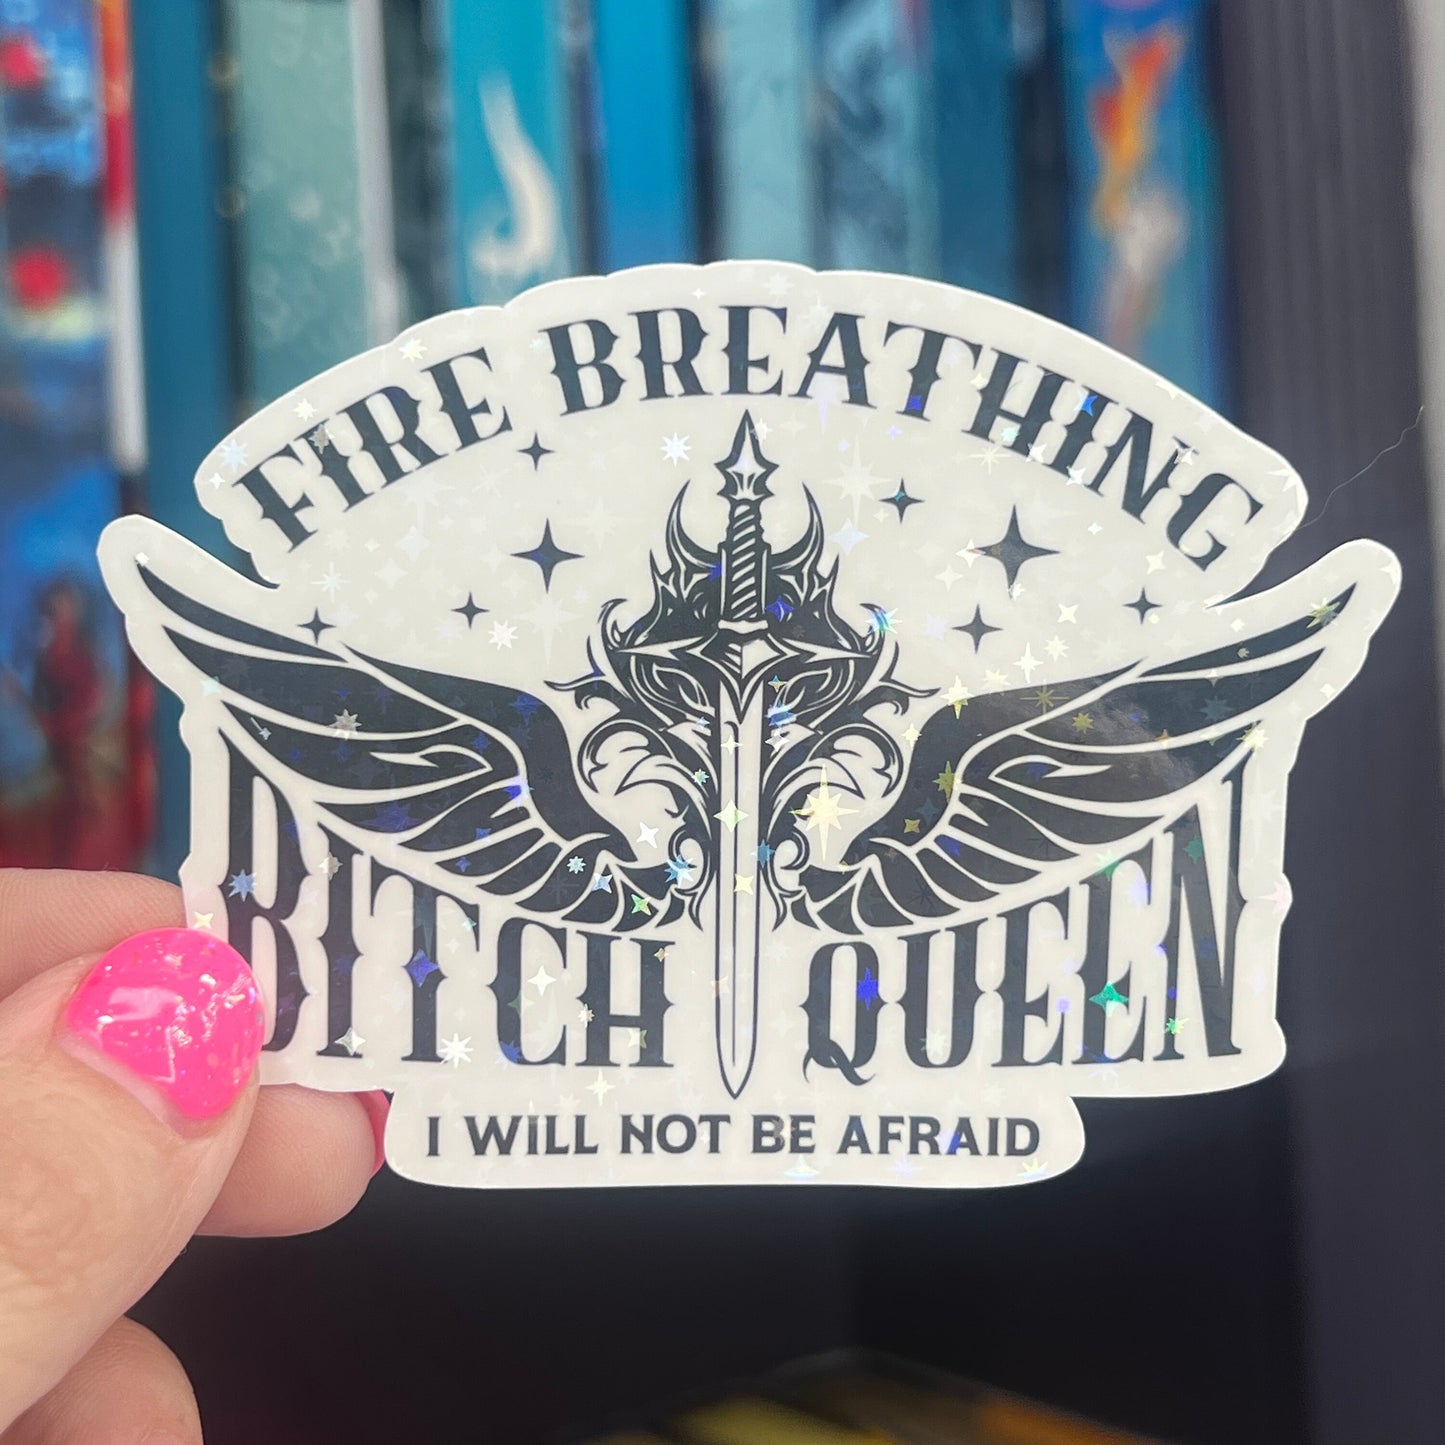 FIRE BREATHING
BITCH QUEEN
I WILL NOT BE AFRAID